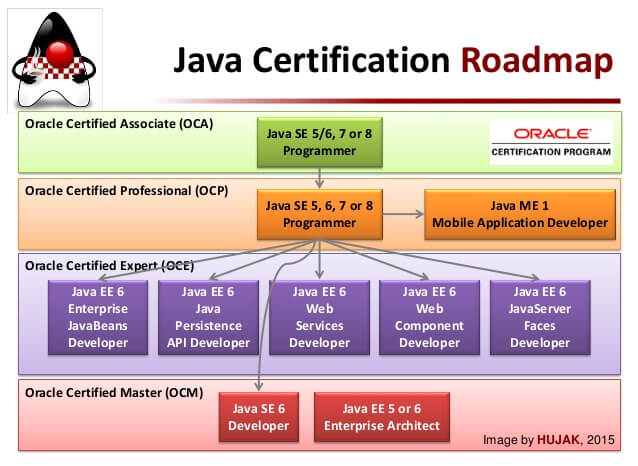 Java Certification Roadmap
Oracle Certified Associate (OCA)
Java SE 5/6, 7 or 8
Programmer
ORACLE
CERTIFICATION PROGRAM
Oracle Certified Professional (OCP)
Java SE 5, 6, 7 or 8
Programmer
Java ME 1
Mobile Application Developer
Oracle Certified Expert (OCE)
Java EE 6
Enterprise
JavaBeans
Developer
Java EE 6
Java
Persistence
API Developer
Java EE 6
Web
Services
Developer
Java EE 6
Web
Component
Developer
Java EE 6
JavaServer
Faces
Developer
Oracle Certified Master (OCM)
Java SE 6
Developer
Java EE 5 or 6
Enterprise Architect
Image by HUJAK, 2015